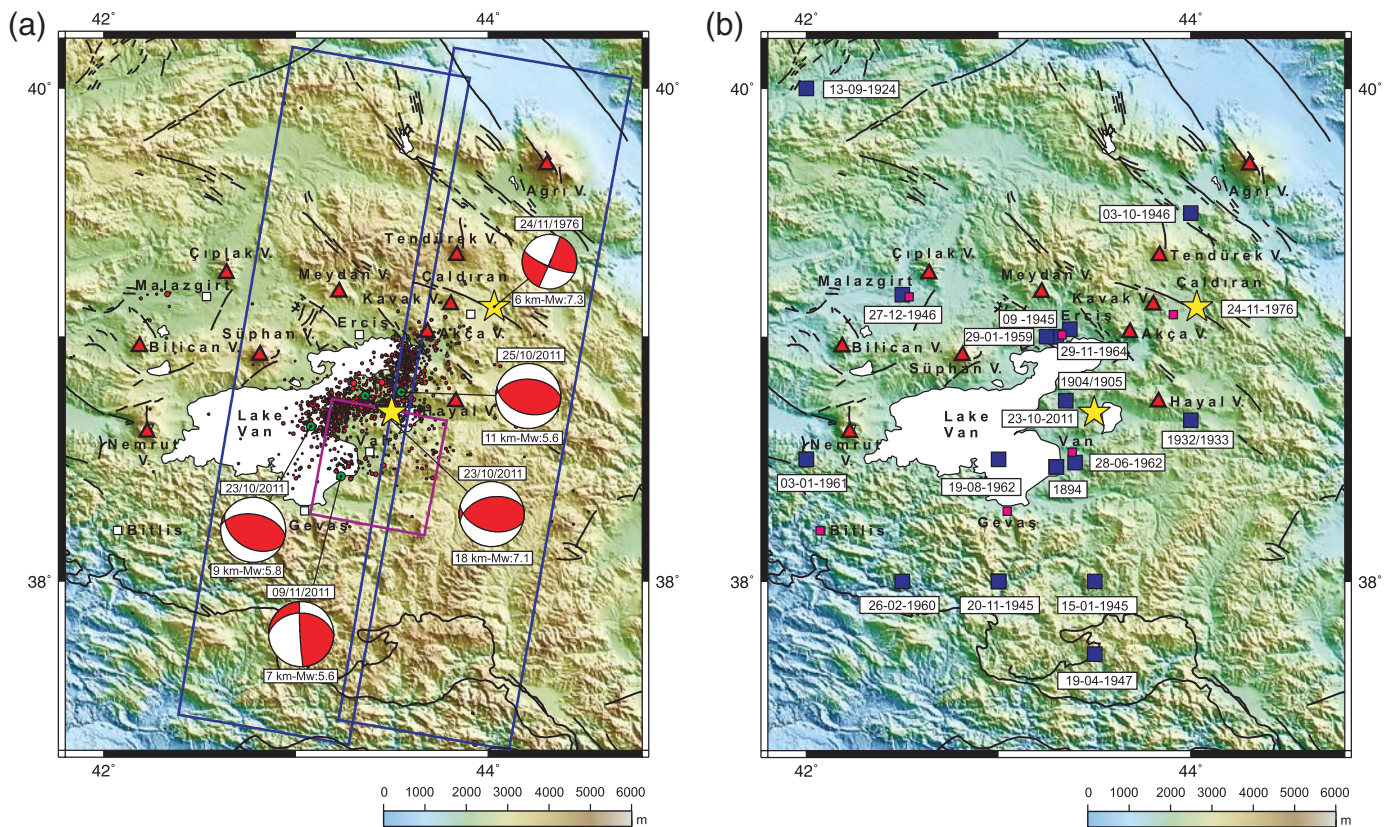 (a)
42°
44°
40°
38°
Ağrı V.
24/11/1976
Tendürek V.
Çıplak V.
Meydan V.
Çaldıran
6 km-Mw:7.3
Malazgirt
Kavak V.
Erciş
Süphan V.
Akça V.
Bilican V.
25/10/2011
Lake
Van
Hayal V.
11 km-Mw:5.6
Nemrut
V.
Van
23/10/2011
23/10/2011
Gevaş
Bitlis
9 km-Mw:5.8
18 km-Mw:7.1
09/11/2011
7 km-Mw:5.6
42°
44°
0 1000 2000 3000 4000 5000 6000
m
(b)
42°
44°
40°
38°
13-09-1924
Ağrı V.
03-10-1946
Tendürek V.
Çıplak V.
Meydan V.
Çaldıran
Malazgirt
Kavak V.
27-12-1946
09 -1945
Erciş
24-11-1976
29-01-1959
Akça V.
Bilican V.
29-11-1964
Süphan V.
1904/1905
Lake
Van
23-10-2011
Hayal V.
Nemrut
V.
Van
1932/1933
28-06-1962
03-01-1961
19-08-1962
1894
Gevaş
Bitlis
26-02-1960
20-11-1945
15-01-1945
19-04-1947
42°
44°
0 1000 2000 3000 4000 5000 6000
m